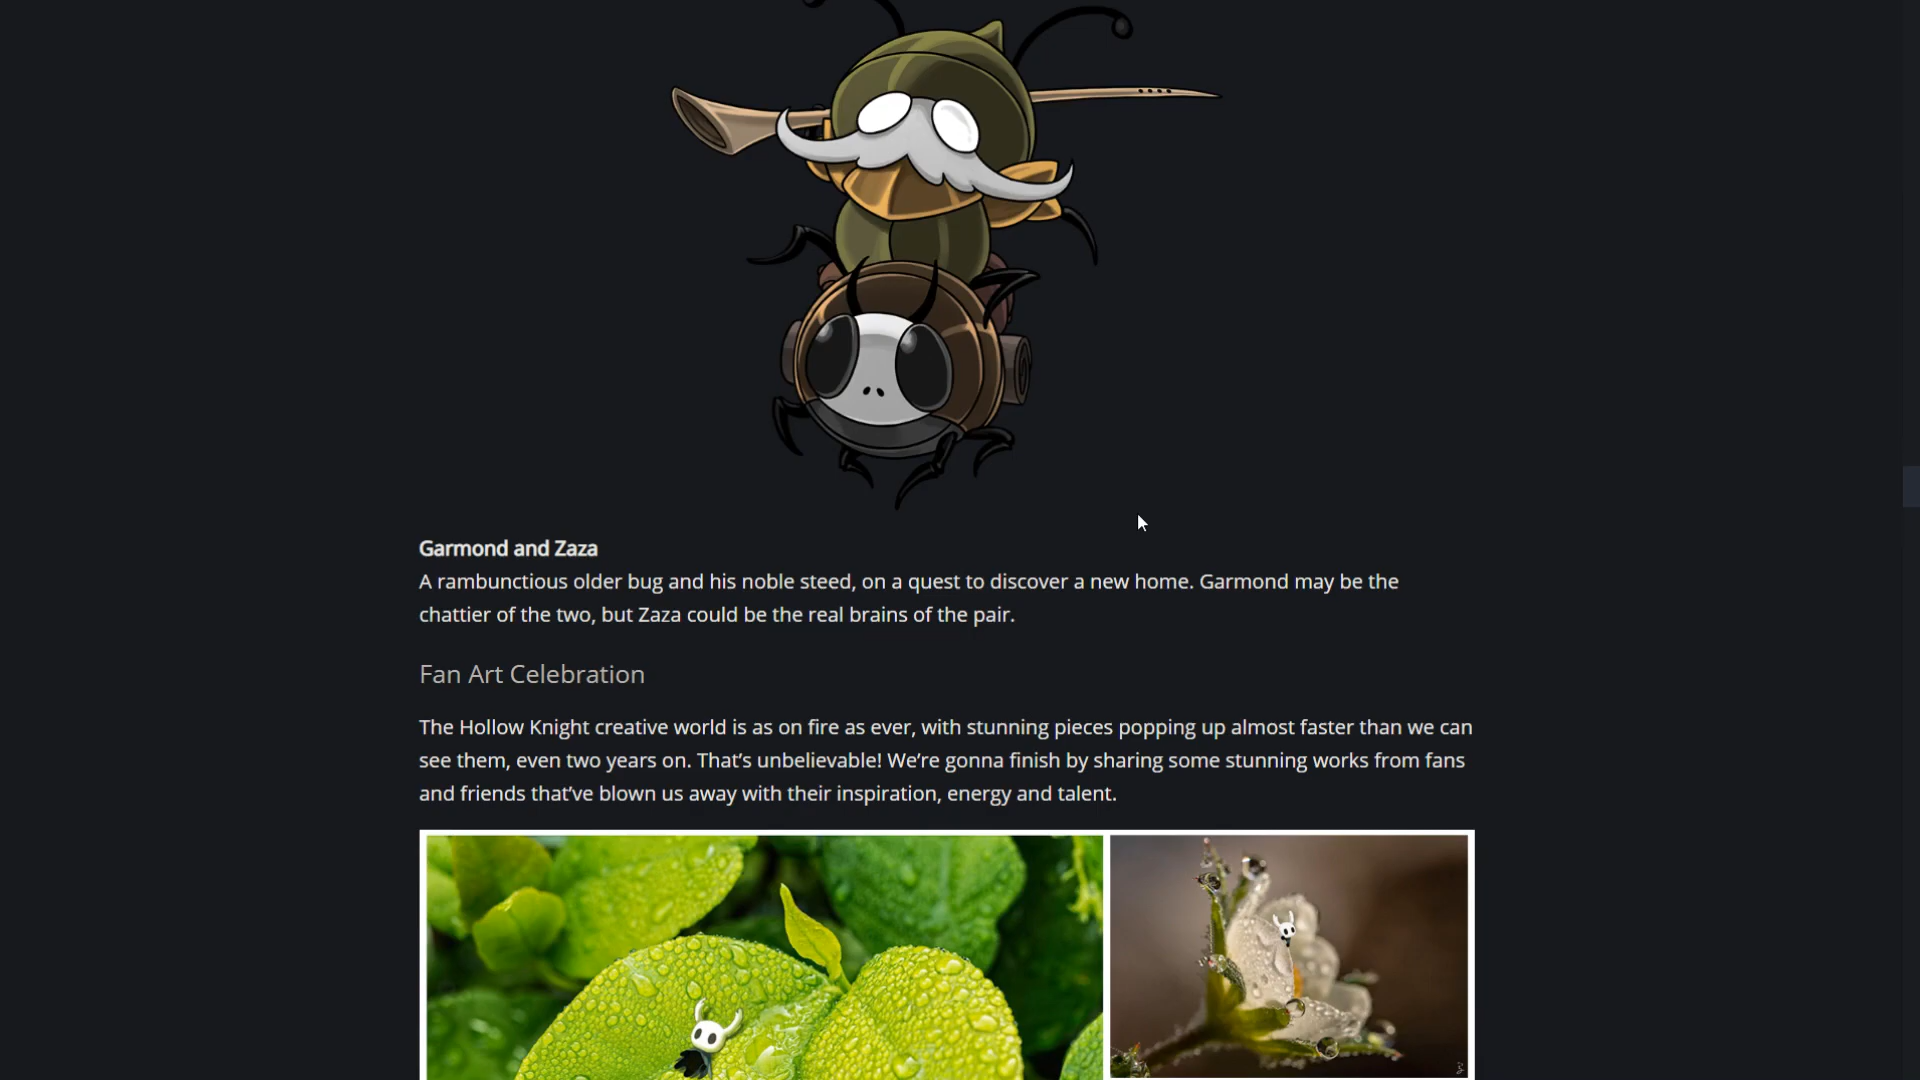 Garmond and Zaza
A rambunctious older bug and his noble steed, on a quest to discover a new home. Garmond may be the
chattier of the two, but Zaza could be the real brains of the pair.
Fan Art Celebration
The Hollow Knight creative world is as on fire as ever, with stunning pieces popping up almost faster than we can
see them, even two years on. That’s unbelievable! We’re gonna finish by sharing some stunning works from fans
and friends that’ve blown us away with their inspiration, energy and talent.